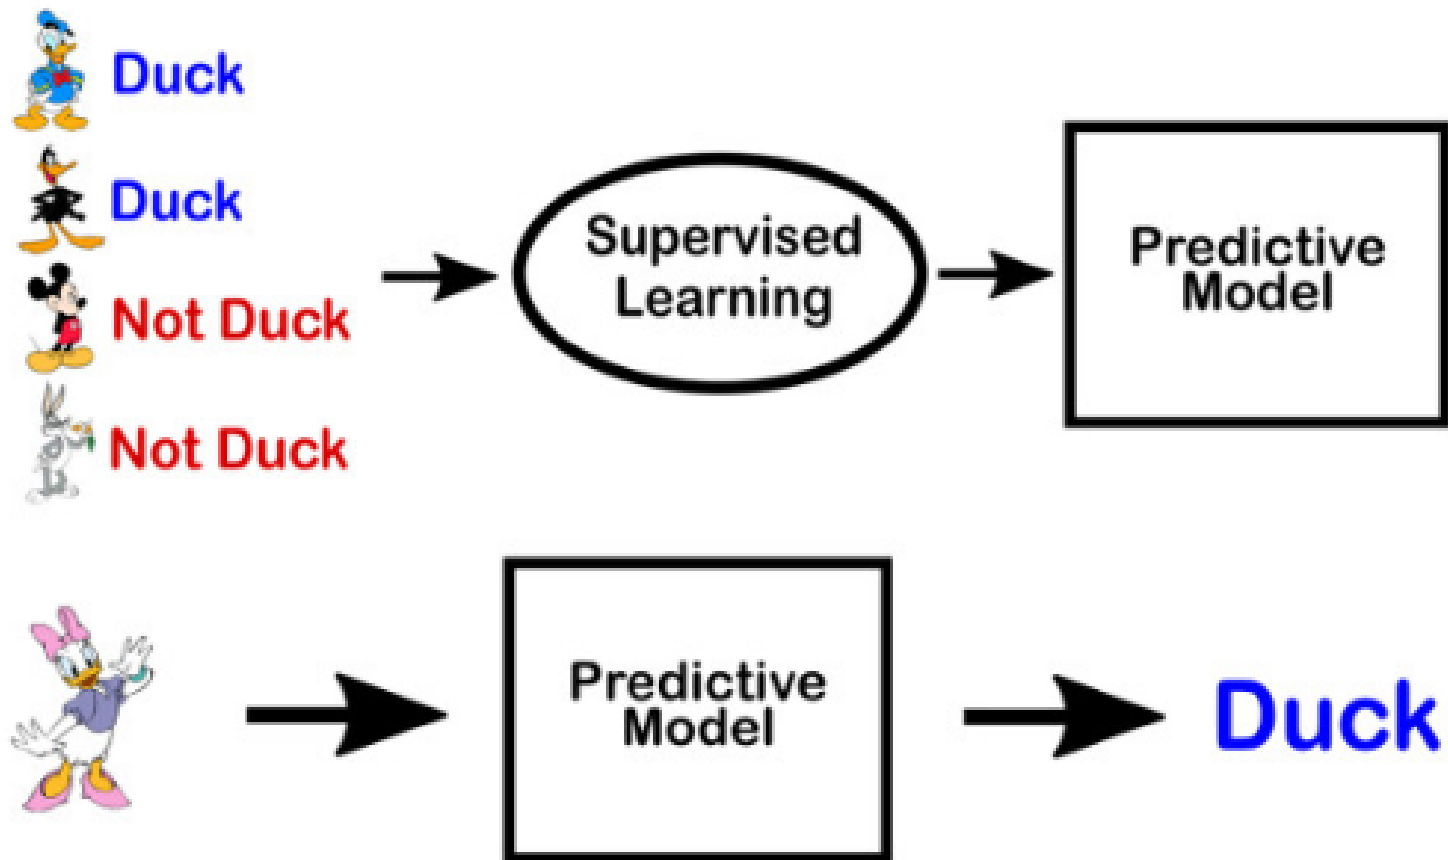 Duck
Duck
Not Duck
Not Duck
Supervised
Learning
Predictive
Model
Predictive
Model
Duck